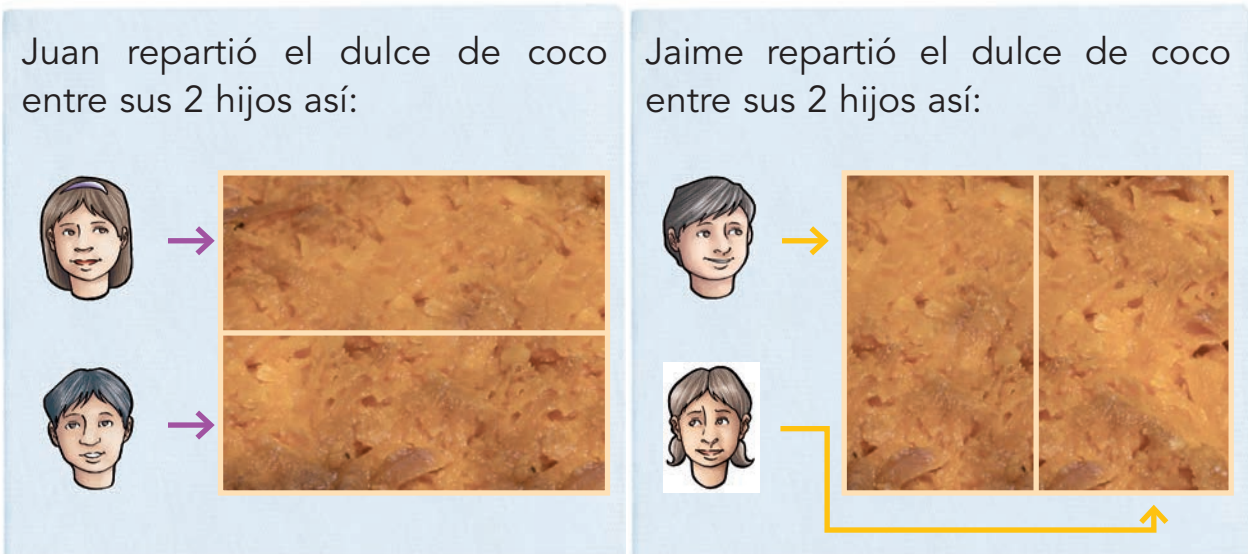 Juan repartió el dulce de coco
entre sus 2 hijos así:
Jaime repartió el dulce de coco
entre sus 2 hijos así: